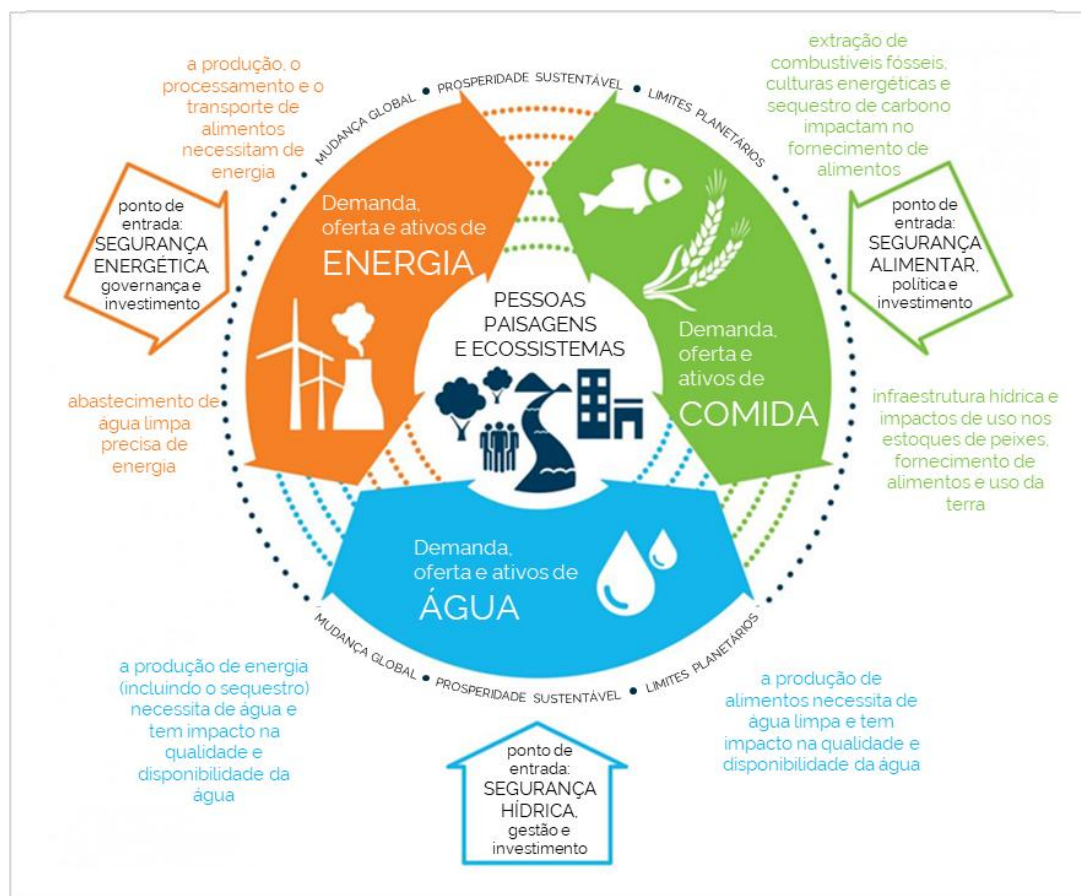 MUDANÇA GLOBAL • PROSPERIDADE SUSTENTÁVEL • LIMITES PLANETÁRIOS
a produção, o
processamento e o
transporte de
alimentos
necessitam de
energia
extração de
combustíveis fósseis,
culturas energéticas e
sequestro de carbono
impactam no
fornecimento de
alimentos
ponto de
entrada:
SEGURANÇA
ENERGÉTICA,
governança e
investimento
Demanda,
oferta e ativos de
ENERGIA
ponto de
entrada:
SEGURANÇA
ALIMENTAR,
política e
investimento
PESSOAS
PAISAGENS
E ECOSSISTEMAS
Demanda,
oferta e
ativos de
COMIDA
abastecimento de
água limpa
precisa de
energia
infraestrutura hídrica e
impactos de uso nos
estoques de peixes,
fornecimento de
alimentos e uso da
terra
Demanda,
oferta e ativos de
ÁGUA
MUDANÇA GLOBAL • PROSPERIDADE SUSTENTÁVEL • LIMITES PLANETÁRIOS
a produção de energia
(incluindo o sequestro)
necessita de água e
tem impacto na
qualidade e
disponibilidade da
água
ponto de
entrada:
SEGURANÇA
HÍDRICA,
gestão e
investimento
a produção de
alimentos necessita de
água limpa e tem
impacto na qualidade e
disponibilidade da água